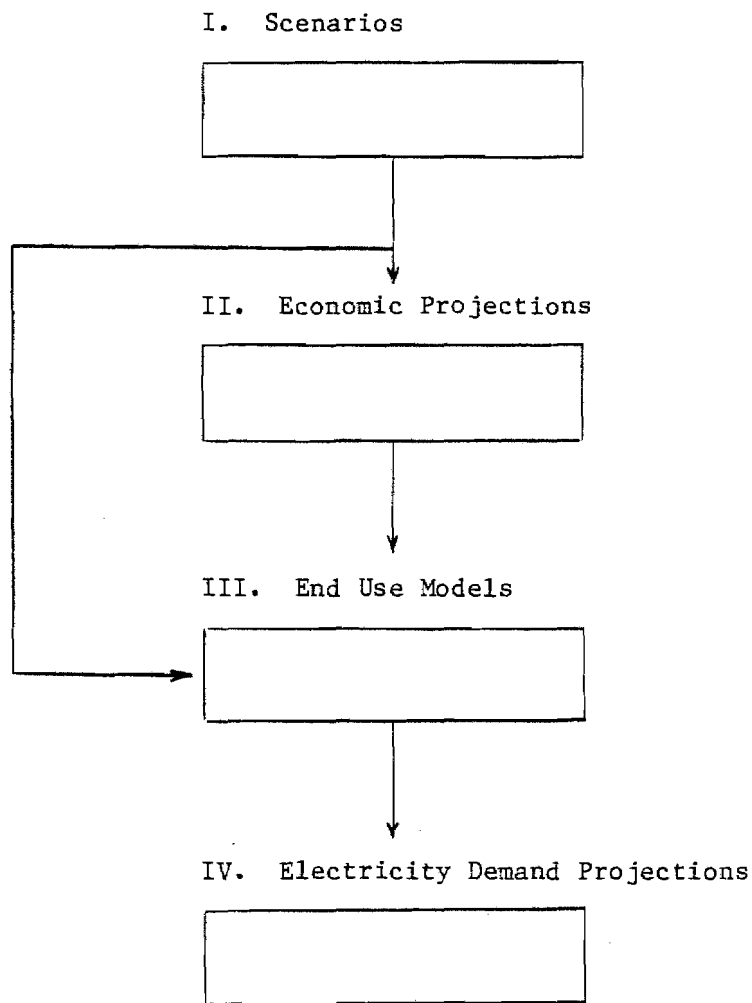 I. Scenarios
II. Economic Projections
III. End Use Models
IV. Electricity Demand Projections